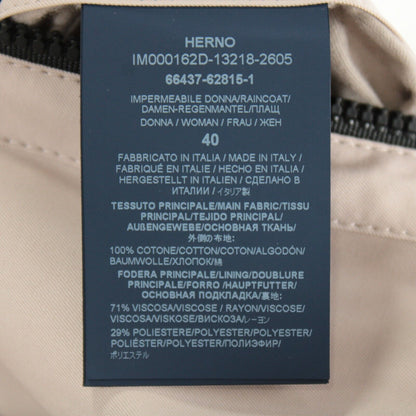 HERNO
IM000162D-13218-2605
66437-62815-1
IMPERMEABILE DONNA/RAINCOAT/
DAMEN-REGENMANTEL/ПЛАЩ
DONNA / WOMAN / FRAU / ЖЕН
40
FABBRICATO IN ITALIA / MADE IN ITALY /
FABRIQUÉ EN ITALIE / HECHO EN ITALIA /
HERGESTELLT IN ITALIEN / СДЕЛАНО В
ИТАЛИИ / イタリア製
TESSUTO PRINCIPALE/MAIN FABRIC/TISSU
PRINCIPAL/TEJIDO PRINCIPAL/
AUßENGEWEBE/ОСНОВНАЯ ТКАНЬ/
外側の布地:
100% COTONE/COTTON/COTON/ALGODÓN/
BAUMWOLLE/ХЛОПОК/綿
FODERA PRINCIPALE/LINING/DOUBLURE
PRINCIPALE/FORRO /HAUPTFUTTER/
ОСНОВНАЯ ПОДКЛАДКА/裏地:
71% VISCOSA/VISCOSE / RAYON/VISCOSE/
VISCOSA/VISKOSE/ВИСКОЗА/レーヨン
29% POLIESTERE/POLYESTER/POLYESTER/
POLIÉSTER/POLYESTER/ПОЛИЭФИР/
ポリエステル